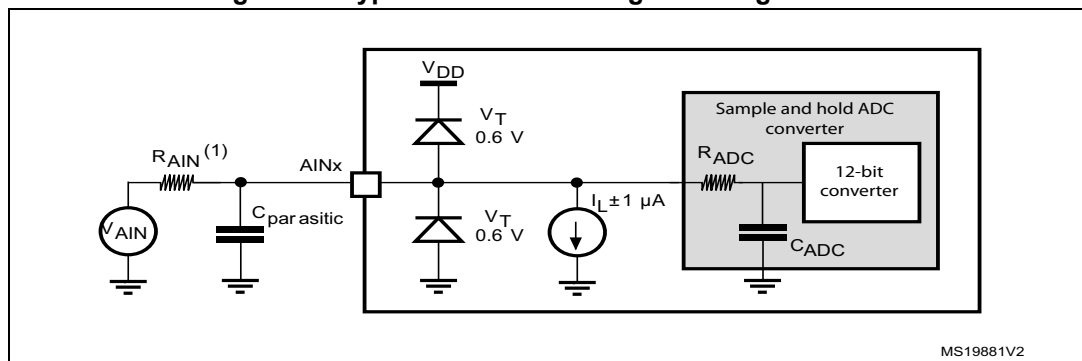 V_DD
V_T
0.6 V
Sample and hold ADC
converter
R_AIN (1)
AINx
R_ADC
12-bit
converter
I_L ±1 µA
V_AIN
C_parasitic
V_T
0.6 V
C_ADC
MS19881V2